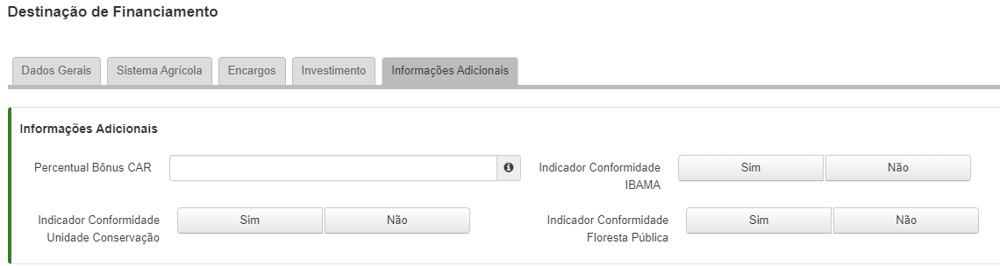 Destinação de Financiamento
Dados Gerais Sistema Agrícola Encargos Investimento Informações Adicionais
Informações Adicionais
Percentual Bônus CAR
Indicador Conformidade
IBAMA
Sim Não
Indicador Conformidade
Unidade Conservação
Sim Não
Indicador Conformidade
Floresta Pública
Sim Não